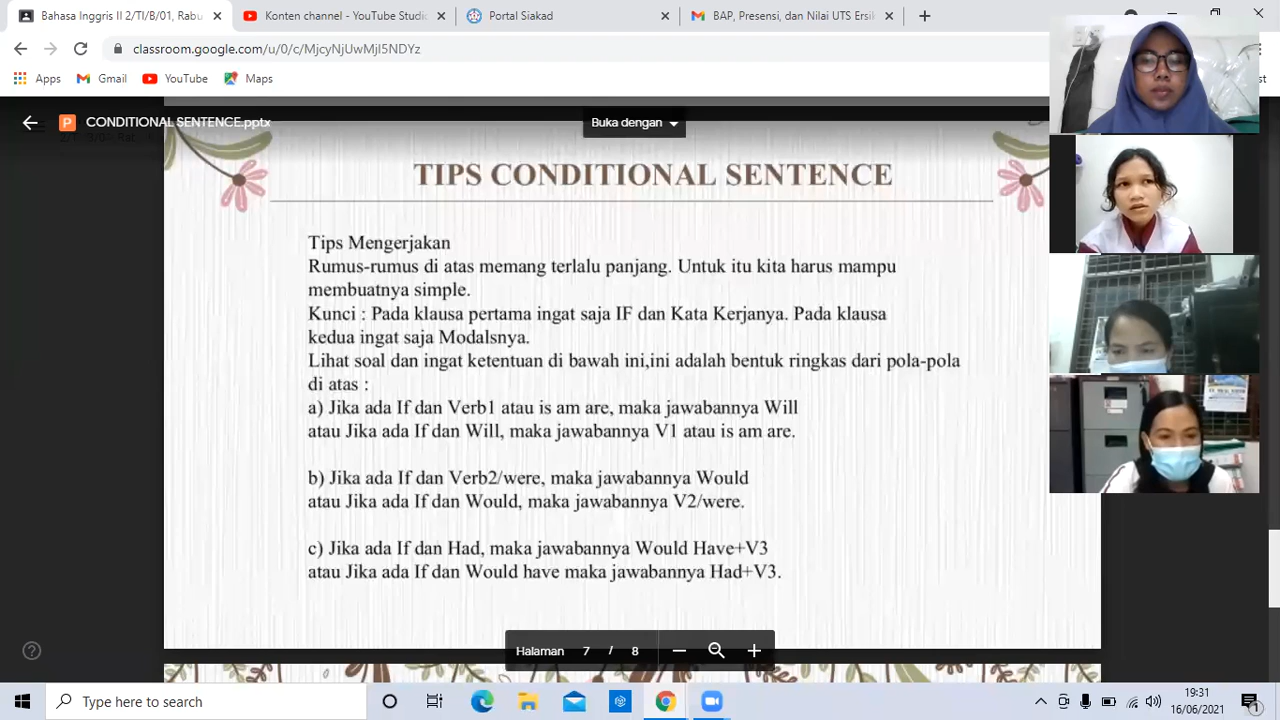 Bahasa Inggris II 2/TI/B/01, Rabu
Konten channel - YouTube Studi
Portal Siakad
BAP, Presensi, dan Nilai UTS Ersi
classroom.google.com/u/0/c/MjcyNjUwMjI5NDYz
Apps
Gmail
YouTube
Maps
CONDITIONAL SENTENCE.pptx
Buka dengan
TIPS CONDITIONAL SENTENCE
Tips Mengerjakan
Rumus-rumus di atas memang terlalu panjang. Untuk itu kita harus mampu
membuatnya simple.
Kunci : Pada klausa pertama ingat saja IF dan Kata Kerjanya. Pada klausa
kedua ingat saja Modalsnya.
Lihat soal dan ingat ketentuan di bawah ini,ini adalah bentuk ringkas dari pola-pola
di atas :
a) Jika ada If dan Verb1 atau is am are, maka jawabannya Will
atau Jika ada If dan Will, maka jawabannya V1 atau is am are.
b) Jika ada If dan Verb2/were, maka jawabannya Would
atau Jika ada If dan Would, maka jawabannya V2/were.
c) Jika ada If dan Had, maka jawabannya Would Have+V3
atau Jika ada If dan Would have maka jawabannya Had+V3.
Halaman 7 / 8
Type here to search
19:31
16/06/2021